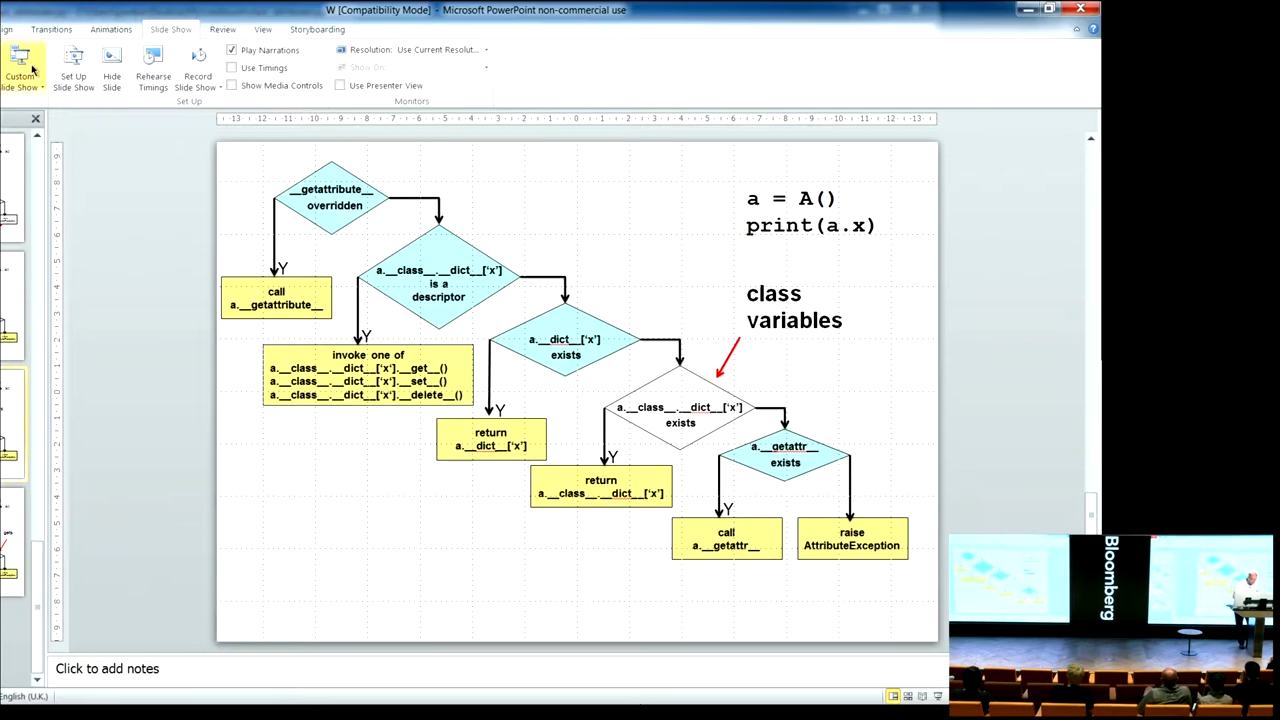 W [Compatibility Mode] - Microsoft PowerPoint non-commercial use
Transitions Animations Slide Show Review View Storyboarding
Custom
Set Up
Slide Show
Hide
Slide
Rehearse
Timings
Record
Slide Show
Play Narrations
Use Timings
Show Media Controls
Set Up
Resolution: Use Current Resolut...
Show On:
Use Presenter View
Monitors
__getattribute__
overridden
Y
call
a.__getattribute__
a.__class__.__dict__['x']
is a
descriptor
Y
invoke one of
a.__class__.__dict__['x'].__get__()
a.__class__.__dict__['x'].__set__()
a.__class__.__dict__['x'].__delete__()
a.__dict__['x']
exists
Y
return
a.__dict__['x']
a.__class__.__dict__['x']
exists
Y
return
a.__class__.__dict__['x']
a.__getattr__
exists
Y
call
a.__getattr__
raise
AttributeException
a = A()
print(a.x)
class
variables
Click to add notes
English (U.K.)
Bloomberg